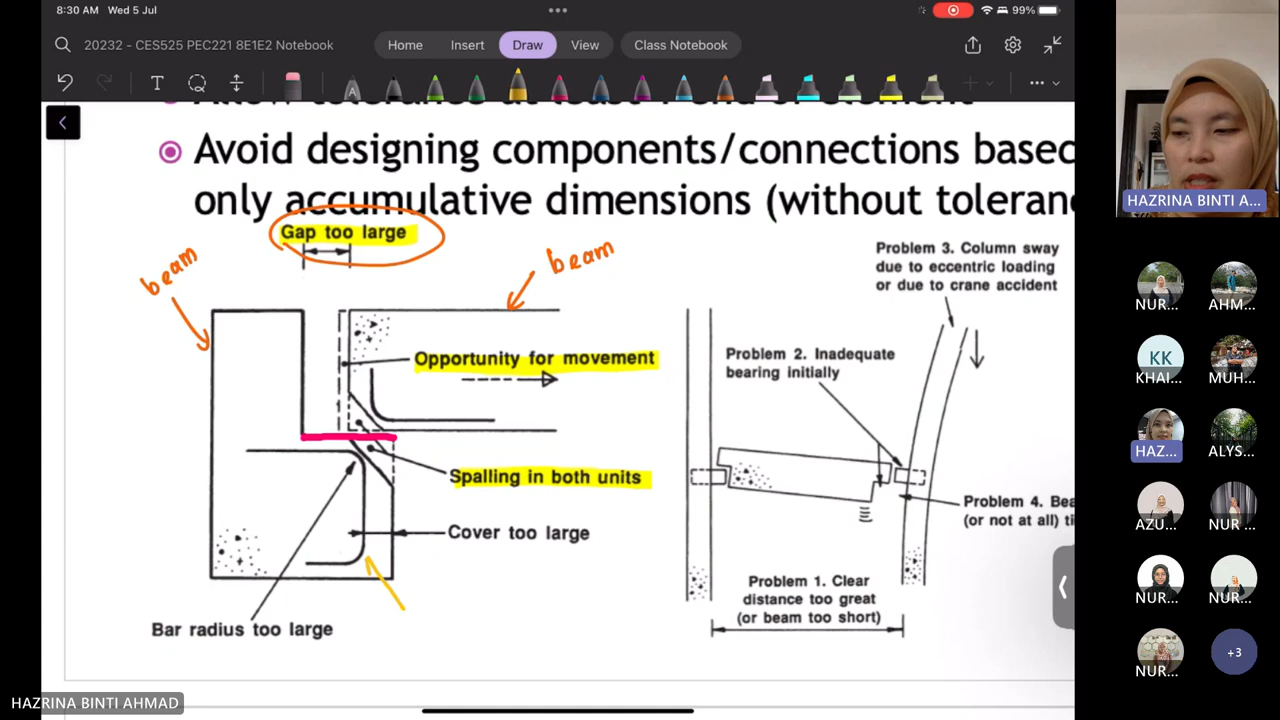 8:30 AM Wed 5 Jul
99%
20232 - CES525 PEC221 8E1E2 Notebook
Home
Insert
Draw
View
Class Notebook
Avoid designing components/connections based
only accumulative dimensions (without toleran
Gap too large
beam
beam
Opportunity for movement
Spalling in both units
Cover too large
Bar radius too large
Problem 3. Column sway
due to eccentric loading
or due to crane accident
Problem 2. Inadequate
bearing initially
Problem 4. Bea
(or not at all) ti
Problem 1. Clear
distance too great
(or beam too short)
HAZRINA BINTI A...
NUR...
AHM...
KK
KHAI...
MUH...
HAZ...
ALYS...
AZU...
NUR ...
NUR...
NUR...
NUR...
+3
HAZRINA BINTI AHMAD